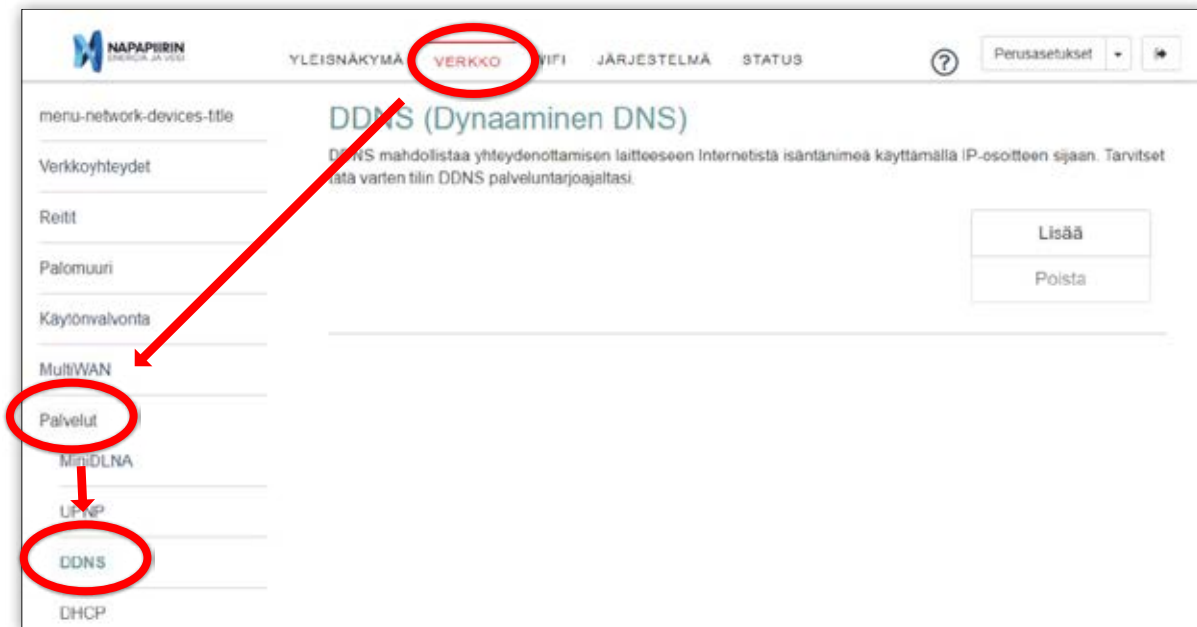 NAPAPIIRIN
ENERGIA JA VESI
YLEISNÄKYMÄ VERKKO WIFI JÄRJESTELMÄ STATUS
Perusasetukset
menu-network-devices-title
Verkkoyhteydet
Reitit
Palomuuri
Käytönvalvonta
MultiWAN
Palvelut
MiniDLNA
UPNP
DDNS
DHCP
DDNS (Dynaaminen DNS)
DDNS mahdollistaa yhteydenottamisen laitteeseen Internetistä isäntänimeä käyttämällä IP-osoitteen sijaan. Tarvitset
tätä varten tilin DDNS palveluntarjoajaltasi.
Lisää
Poista